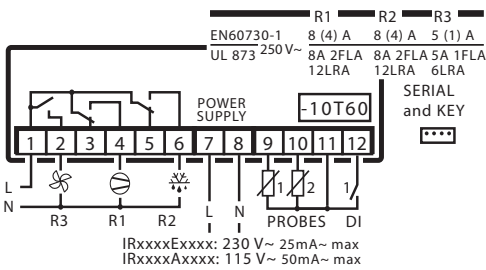 R1 R2 R3
EN60730-1 250 V~ 8 (4) A 8 (4) A 5 (1) A
UL 873 8A 2FLA 8A 2FLA 5A 1FLA
12LRA 12LRA 6LRA
SERIAL
and KEY
POWER
SUPPLY
-10T60
1 2 3 4 5 6 7 8 9 10 11 12
L
N
1 2 1
R3 R1 R2 L N PROBES DI
IRxxxxExxxx: 230 V~ 25mA~ max
IRxxxxAxxxx: 115 V~ 50mA~ max